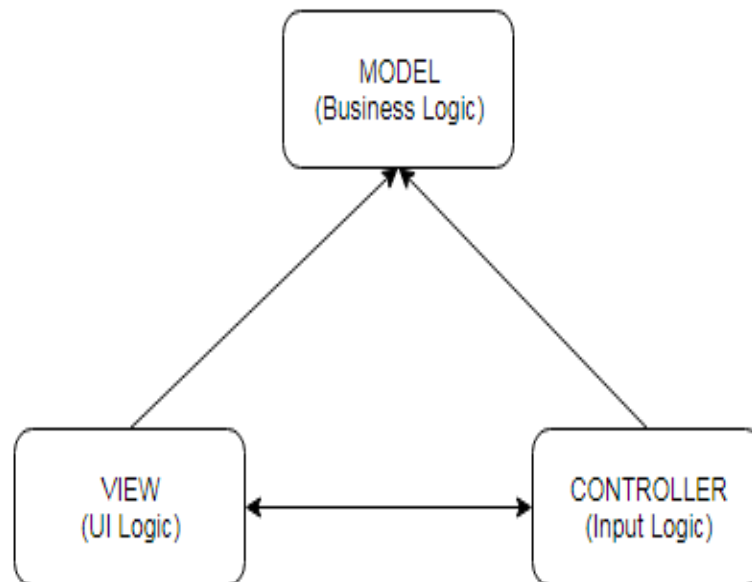 MODEL
(Business Logic)
VIEW
(UI Logic)
CONTROLLER
(Input Logic)